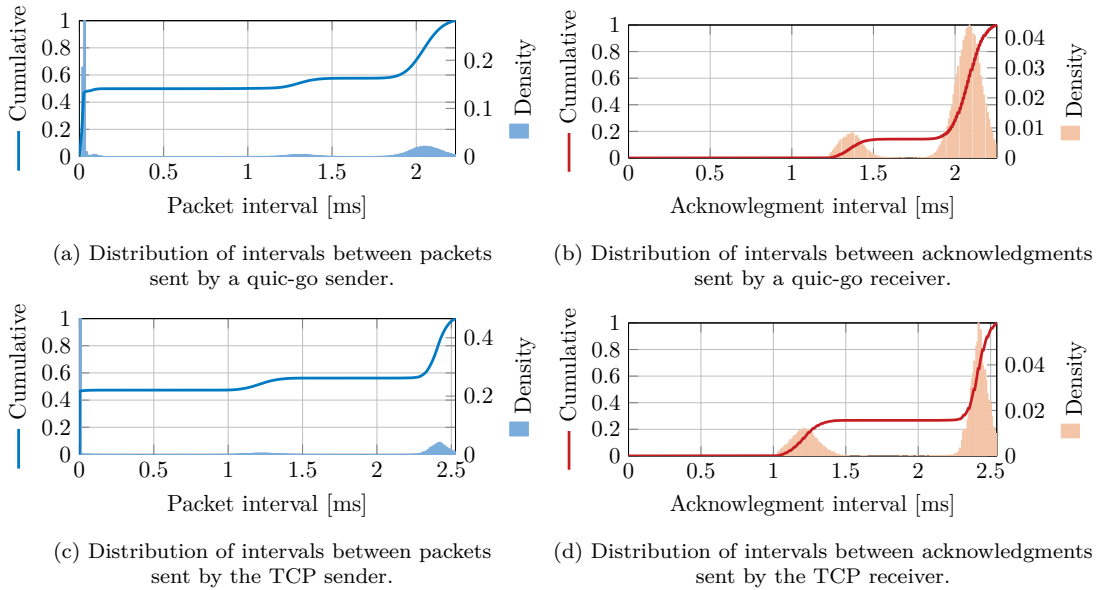 Cumulative
1
0.8
0.6
0.4
0.2
0
0 0.5 1 1.5 2
0.2
0.1
0
Density
Packet interval [ms]
(a) Distribution of intervals between packets
sent by a quic-go sender.
Cumulative
1
0.8
0.6
0.4
0.2
0
0 0.5 1 1.5 2
0.04
0.03
0.02
0.01
0
Density
Acknowlegment interval [ms]
(b) Distribution of intervals between acknowledgments
sent by a quic-go receiver.
Cumulative
1
0.8
0.6
0.4
0.2
0
0 0.5 1 1.5 2 2.5
0.4
0.2
0
Density
Packet interval [ms]
(c) Distribution of intervals between packets
sent by the TCP sender.
Cumulative
1
0.8
0.6
0.4
0.2
0
0 0.5 1 1.5 2 2.5
0.04
0.02
0
Density
Acknowlegment interval [ms]
(d) Distribution of intervals between acknowledgments
sent by the TCP receiver.